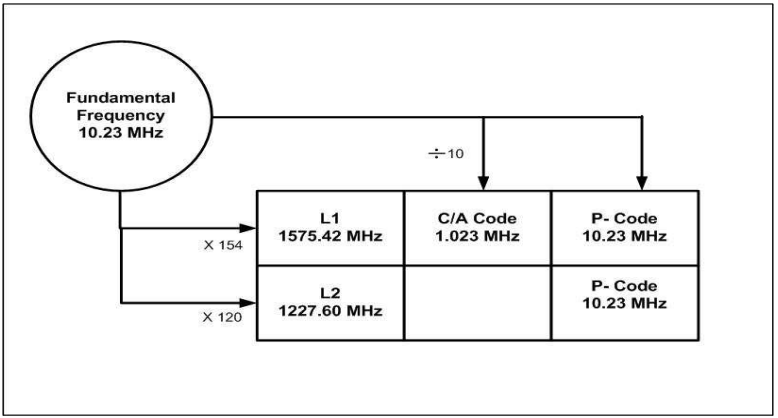 Fundamental
Frequency
10.23 MHz
÷10
L1
1575.42 MHz
C/A Code
1.023 MHz
P- Code
10.23 MHz
X 154
L2
1227.60 MHz
P- Code
10.23 MHz
X 120